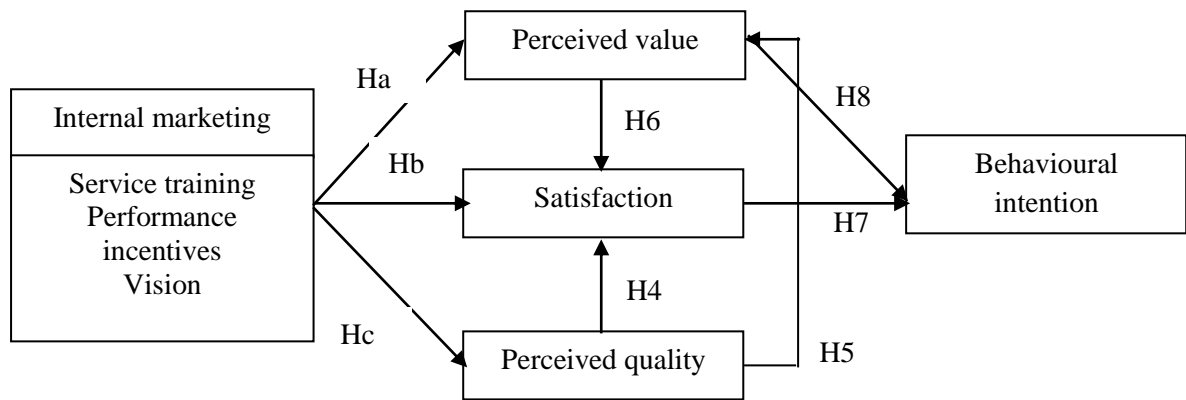 Perceived value
Ha
H8
Internal marketing
H6
Hb
Service training
Performance
incentives
Vision
Satisfaction
Behavioural
intention
H7
H4
Hc
Perceived quality
H5